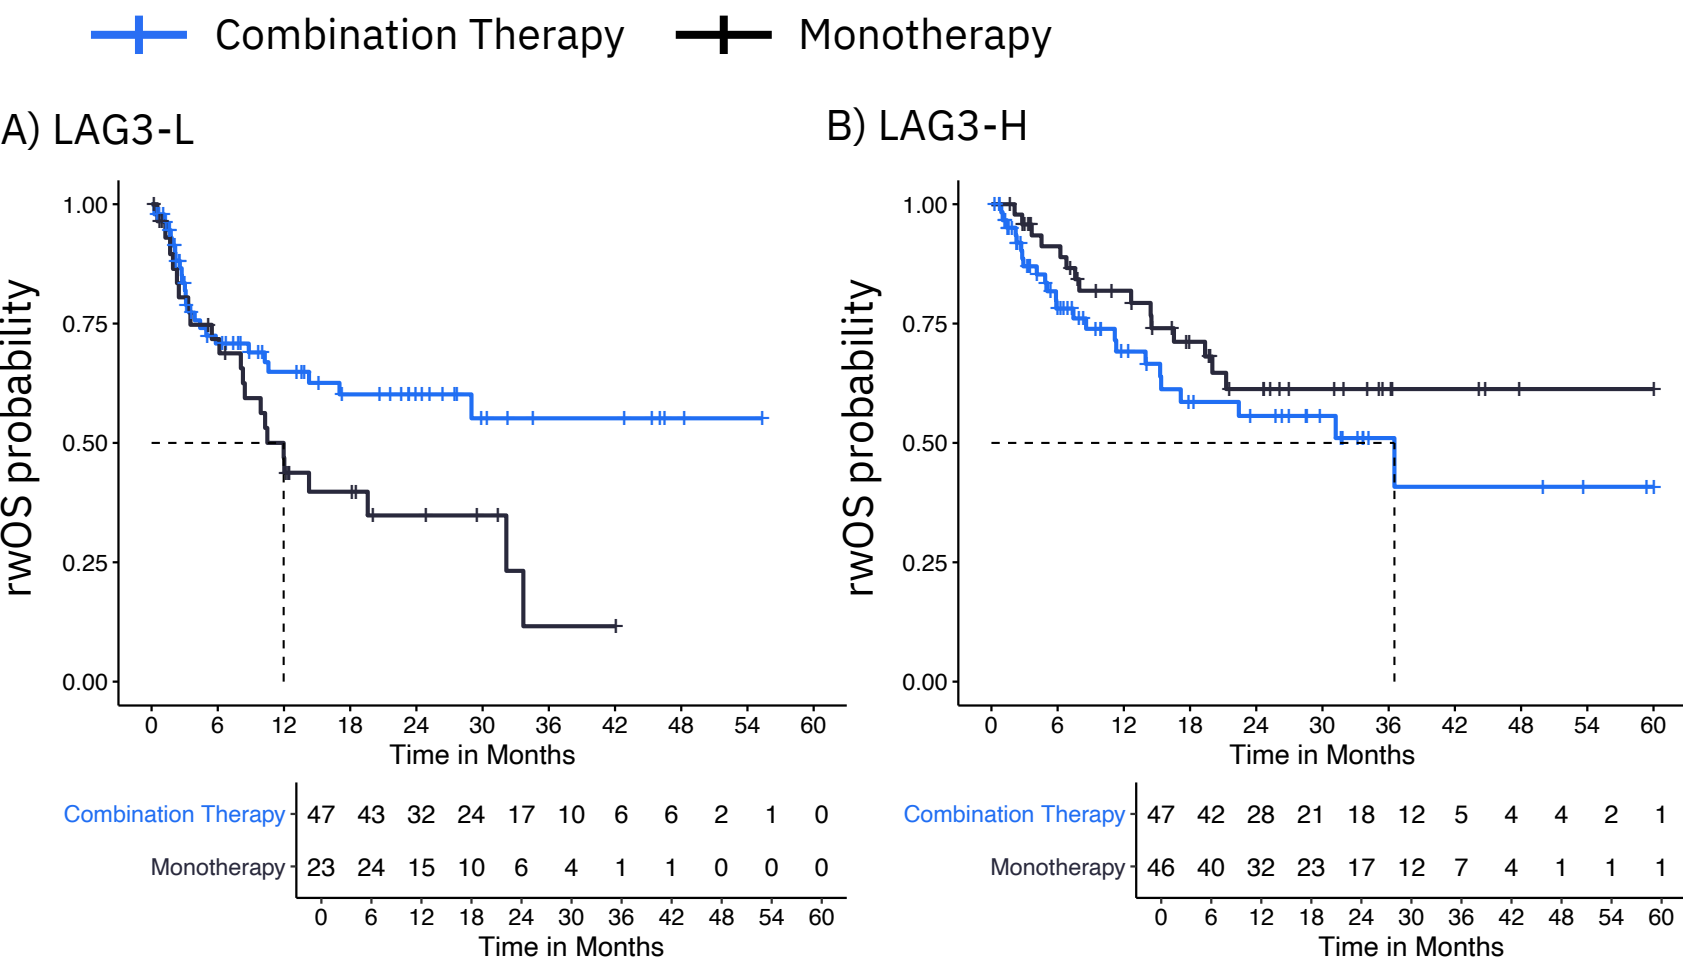 Combination Therapy Monotherapy
A) LAG3-L
B) LAG3-H
rwOS probability
1.00
0.75
0.50
0.25
0.00
0 6 12 18 24 30 36 42 48 54 60
Time in Months
Combination Therapy 47 43 32 24 17 10 6 6 2 1 0
Monotherapy 23 24 15 10 6 4 1 1 0 0 0
0 6 12 18 24 30 36 42 48 54 60
Time in Months
rwOS probability
1.00
0.75
0.50
0.25
0.00
0 6 12 18 24 30 36 42 48 54 60
Time in Months
Combination Therapy 47 42 28 21 18 12 5 4 4 2 1
Monotherapy 46 40 32 23 17 12 7 4 1 1 1
0 6 12 18 24 30 36 42 48 54 60
Time in Months